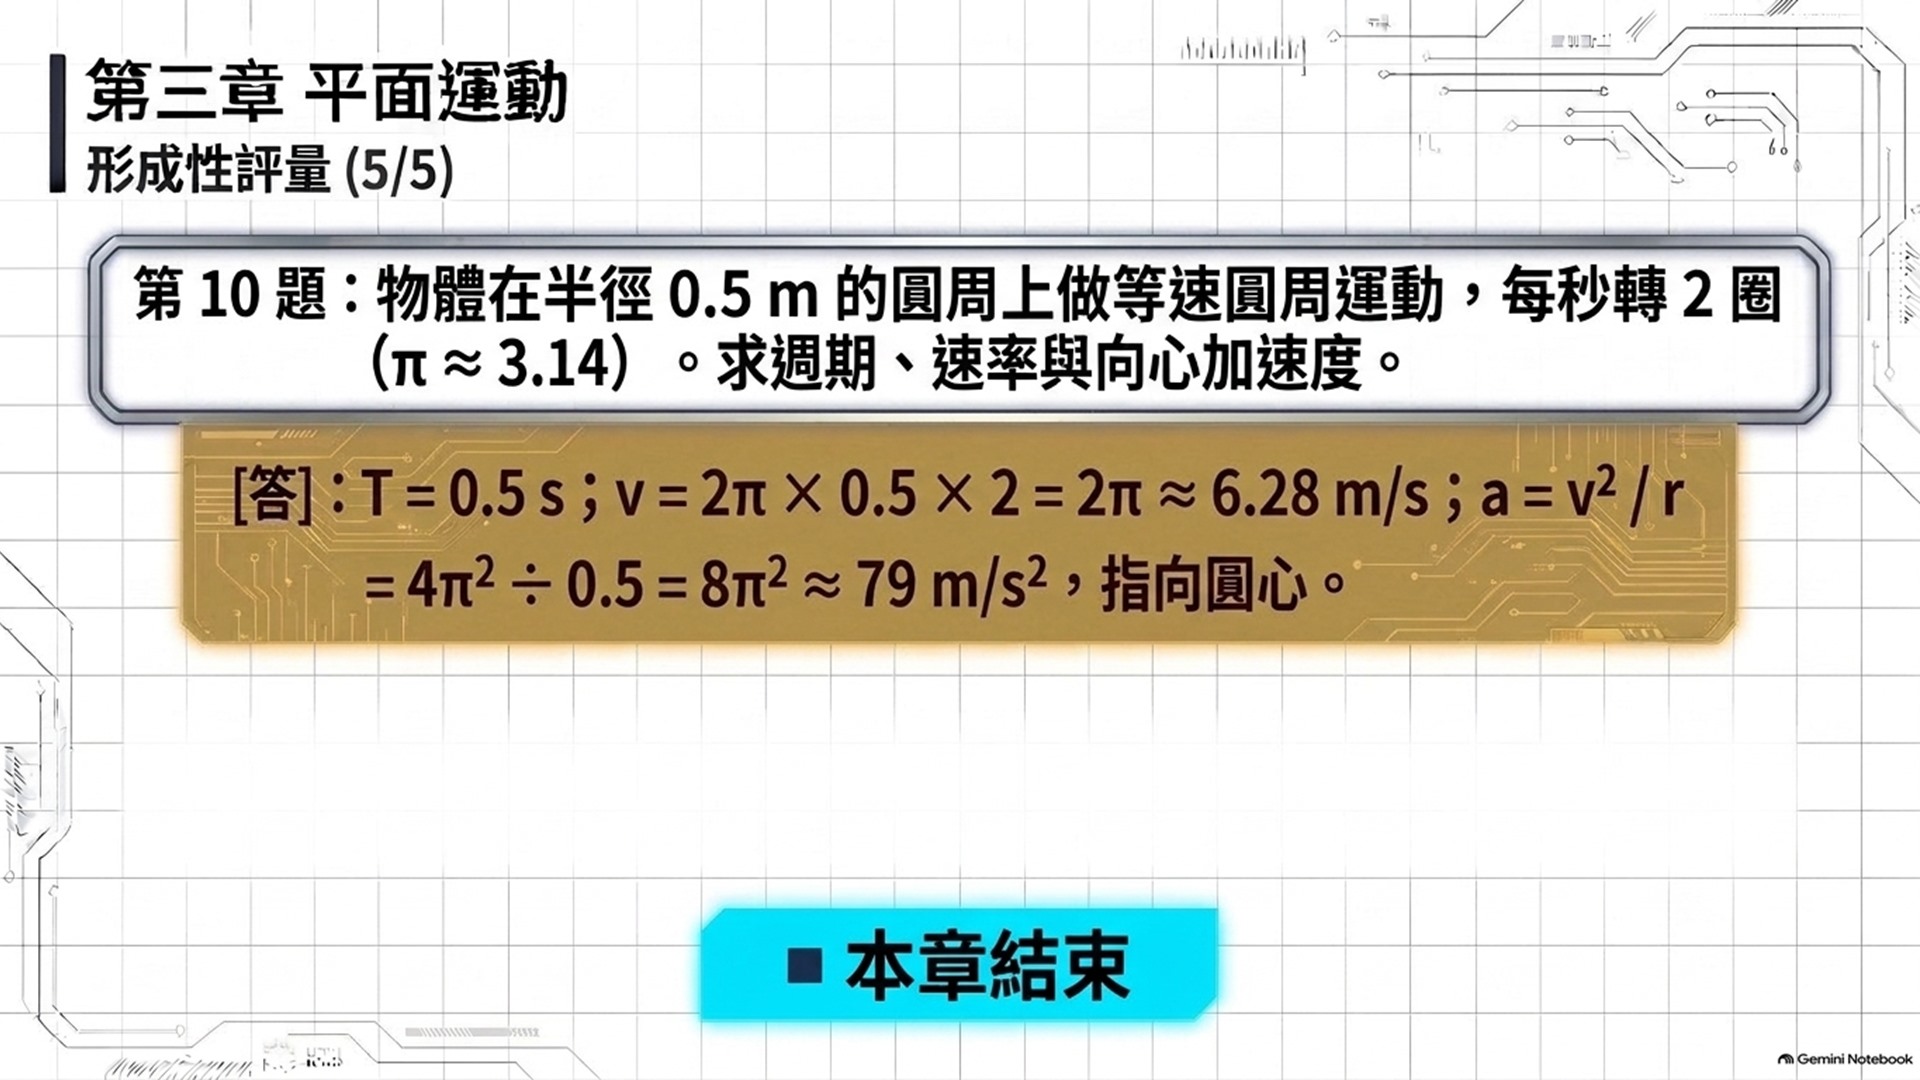 第三章 平面運動
形成性評量 (5/5)
第 10 題：物體在半徑 0.5 m 的圓周上做等速圓周運動，每秒轉 2 圈
（π ≈ 3.14）。求週期、速率與向心加速度。
[答]：T = 0.5 s；v = 2π × 0.5 × 2 = 2π ≈ 6.28 m/s；a = v² / r
= 4π² ÷ 0.5 = 8π² ≈ 79 m/s²，指向圓心。
■ 本章結束
Gemini Notebook